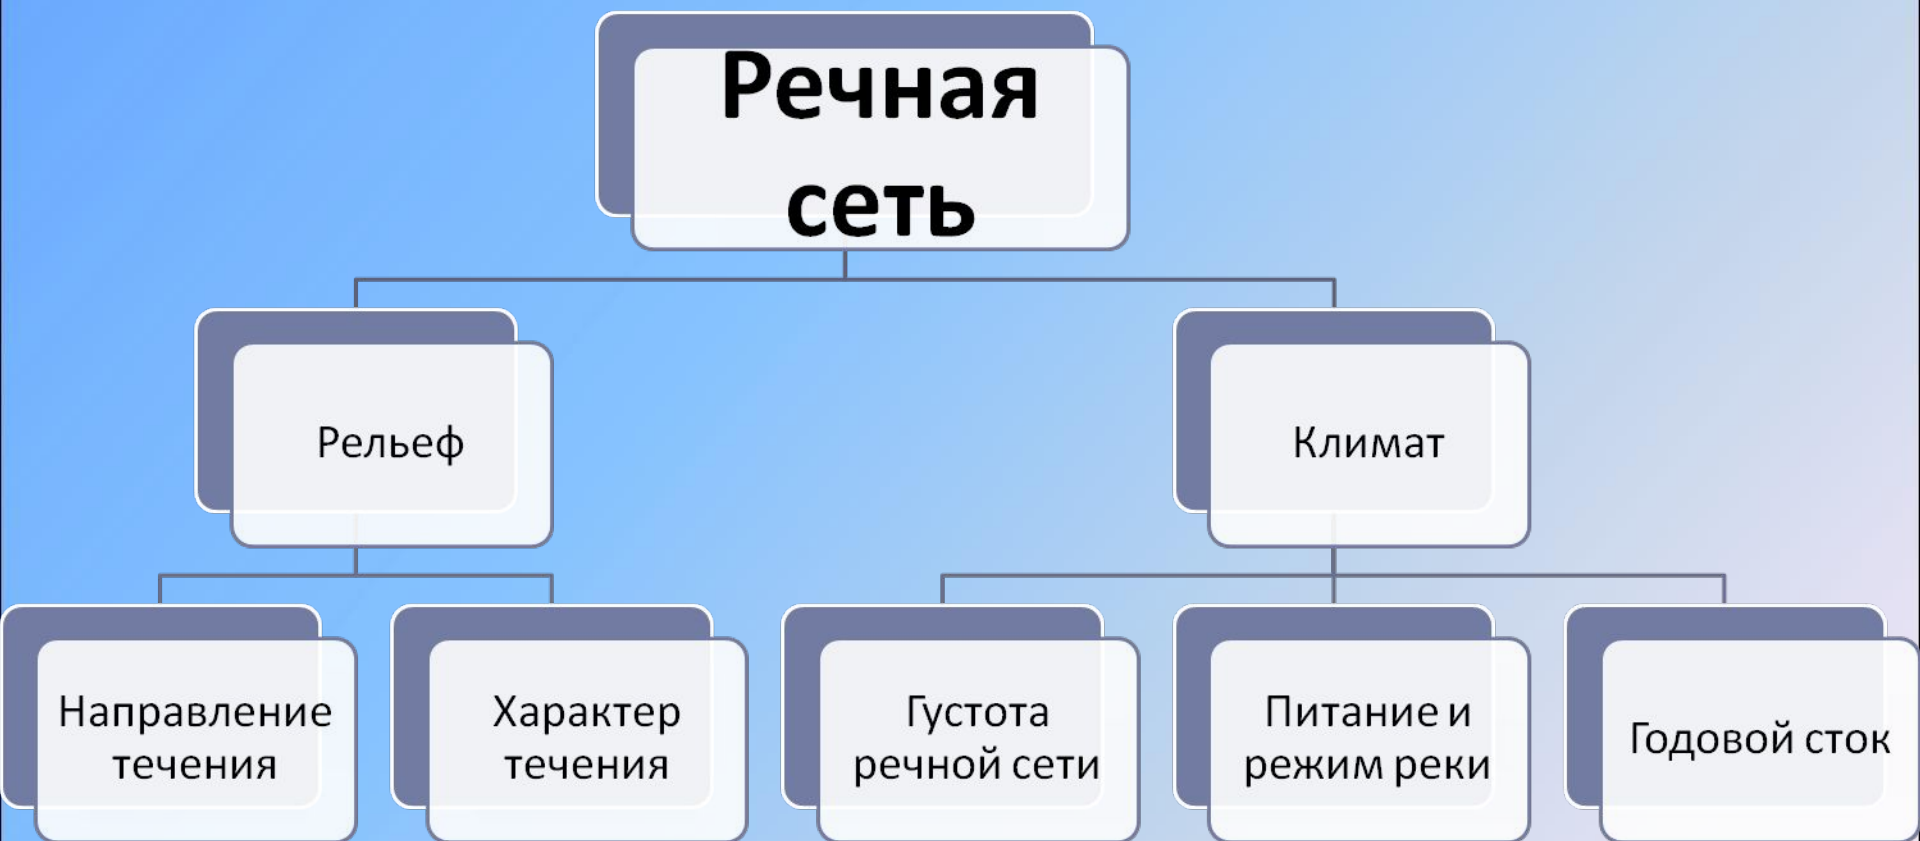 Речная
сеть
Рельеф
Климат
Направление
течения
Характер
течения
Густота
речной сети
Питание и
режим реки
Годовой сток